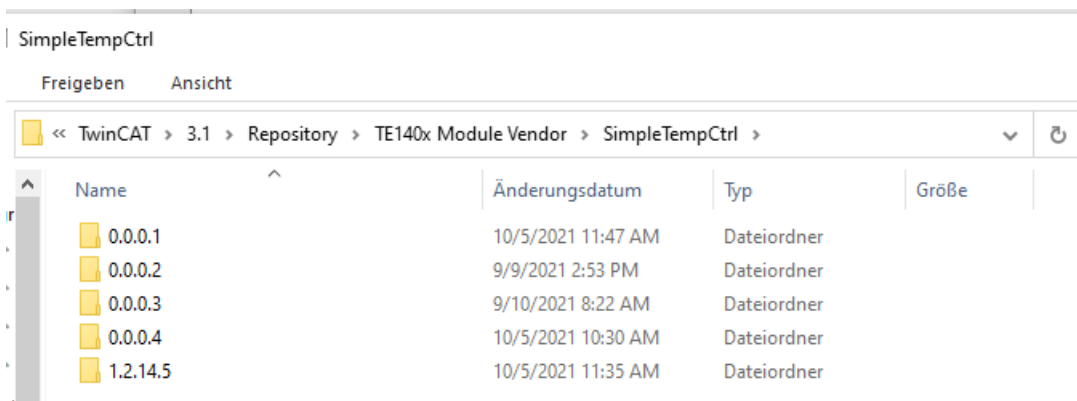 SimpleTempCtrl
Freigeben Ansicht
« TwinCAT > 3.1 > Repository > TE140x Module Vendor > SimpleTempCtrl >
Name Änderungsdatum Typ Größe
0.0.0.1 10/5/2021 11:47 AM Dateiordner
0.0.0.2 9/9/2021 2:53 PM Dateiordner
0.0.0.3 9/10/2021 8:22 AM Dateiordner
0.0.0.4 10/5/2021 10:30 AM Dateiordner
1.2.14.5 10/5/2021 11:35 AM Dateiordner